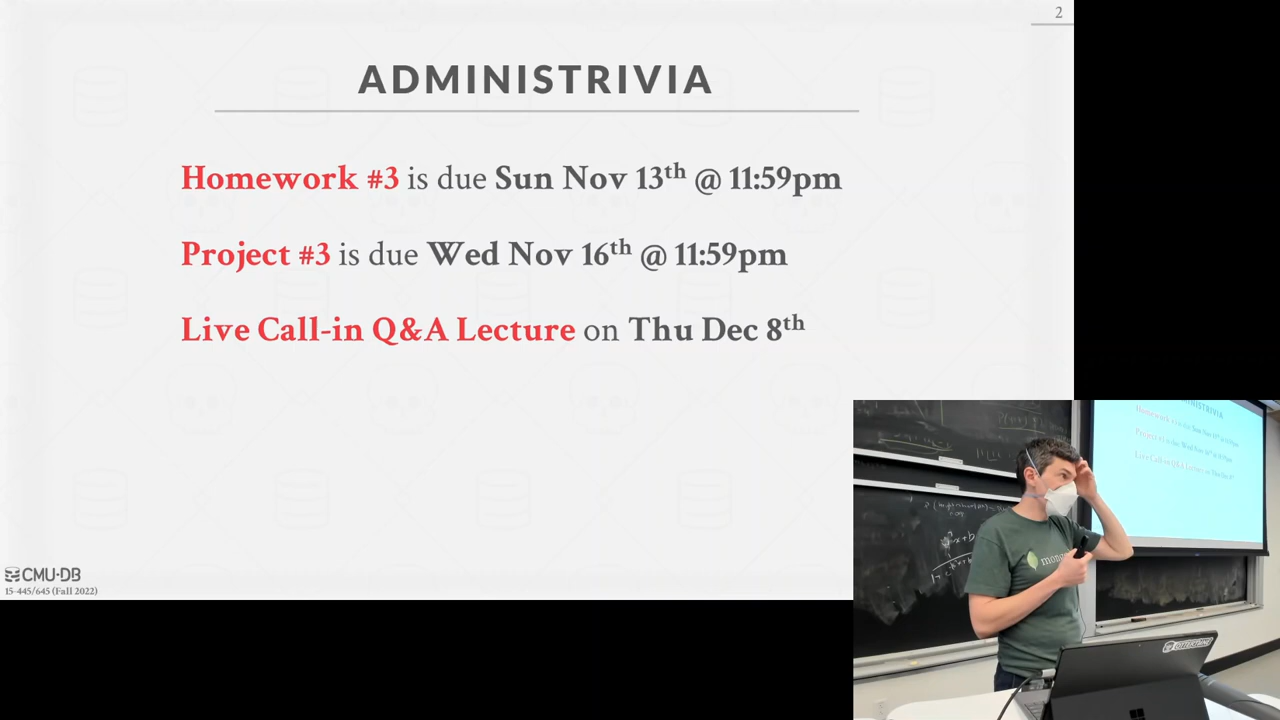 2
ADMINISTRIVIA
Homework #3 is due Sun Nov 13th @ 11:59pm
Project #3 is due Wed Nov 16th @ 11:59pm
Live Call-in Q&A Lecture on Thu Dec 8th
CMU·DB
15-445/645 (Fall 2022)